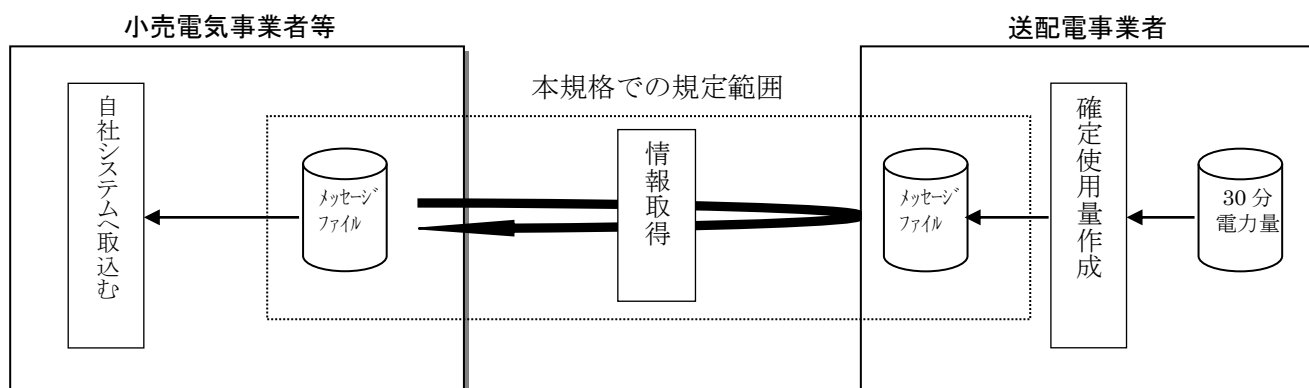 小売電気事業者等
送配電事業者
本規格での規定範囲
自社システムへ取込む
ﾒｯｾｰｼﾞ
ﾌｧｲﾙ
情報取得
ﾒｯｾｰｼﾞ
ﾌｧｲﾙ
確定使用量作成
30 分
電力量